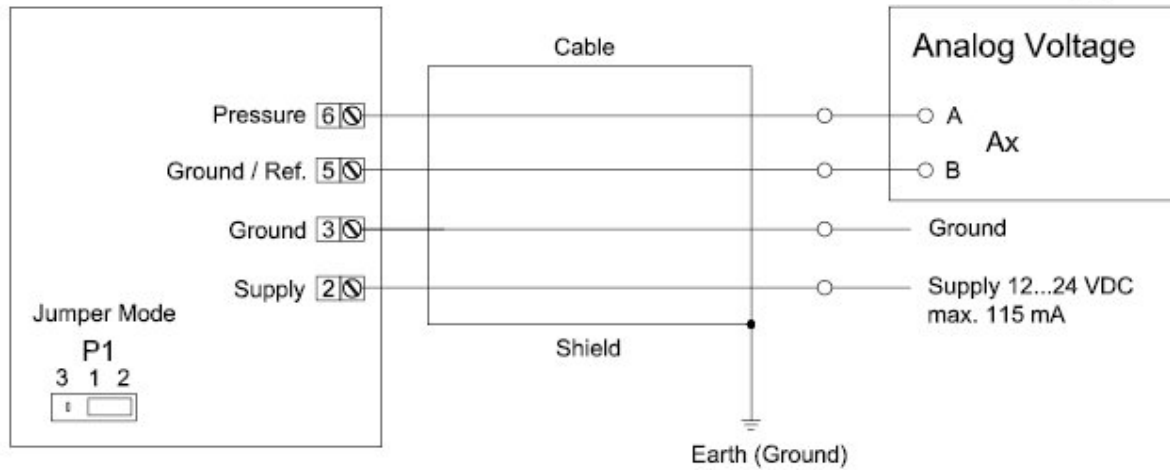 Cable
Analog Voltage
Pressure 6 A
Ax
Ground / Ref. 5 B
Ground 3 Ground
Supply 2 Supply 12...24 VDC
max. 115 mA
Jumper Mode
P1
3 1 2
Shield
Earth (Ground)